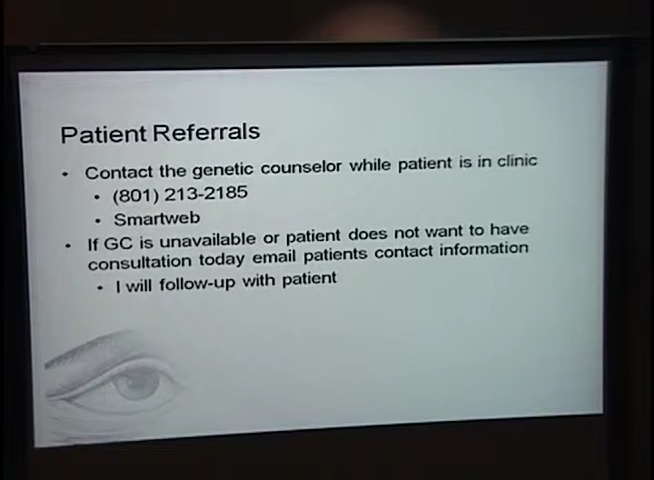 Patient Referrals
• Contact the genetic counselor while patient is in clinic
• (801) 213-2185
• Smartweb
• If GC is unavailable or patient does not want to have
consultation today email patients contact information
• I will follow-up with patient